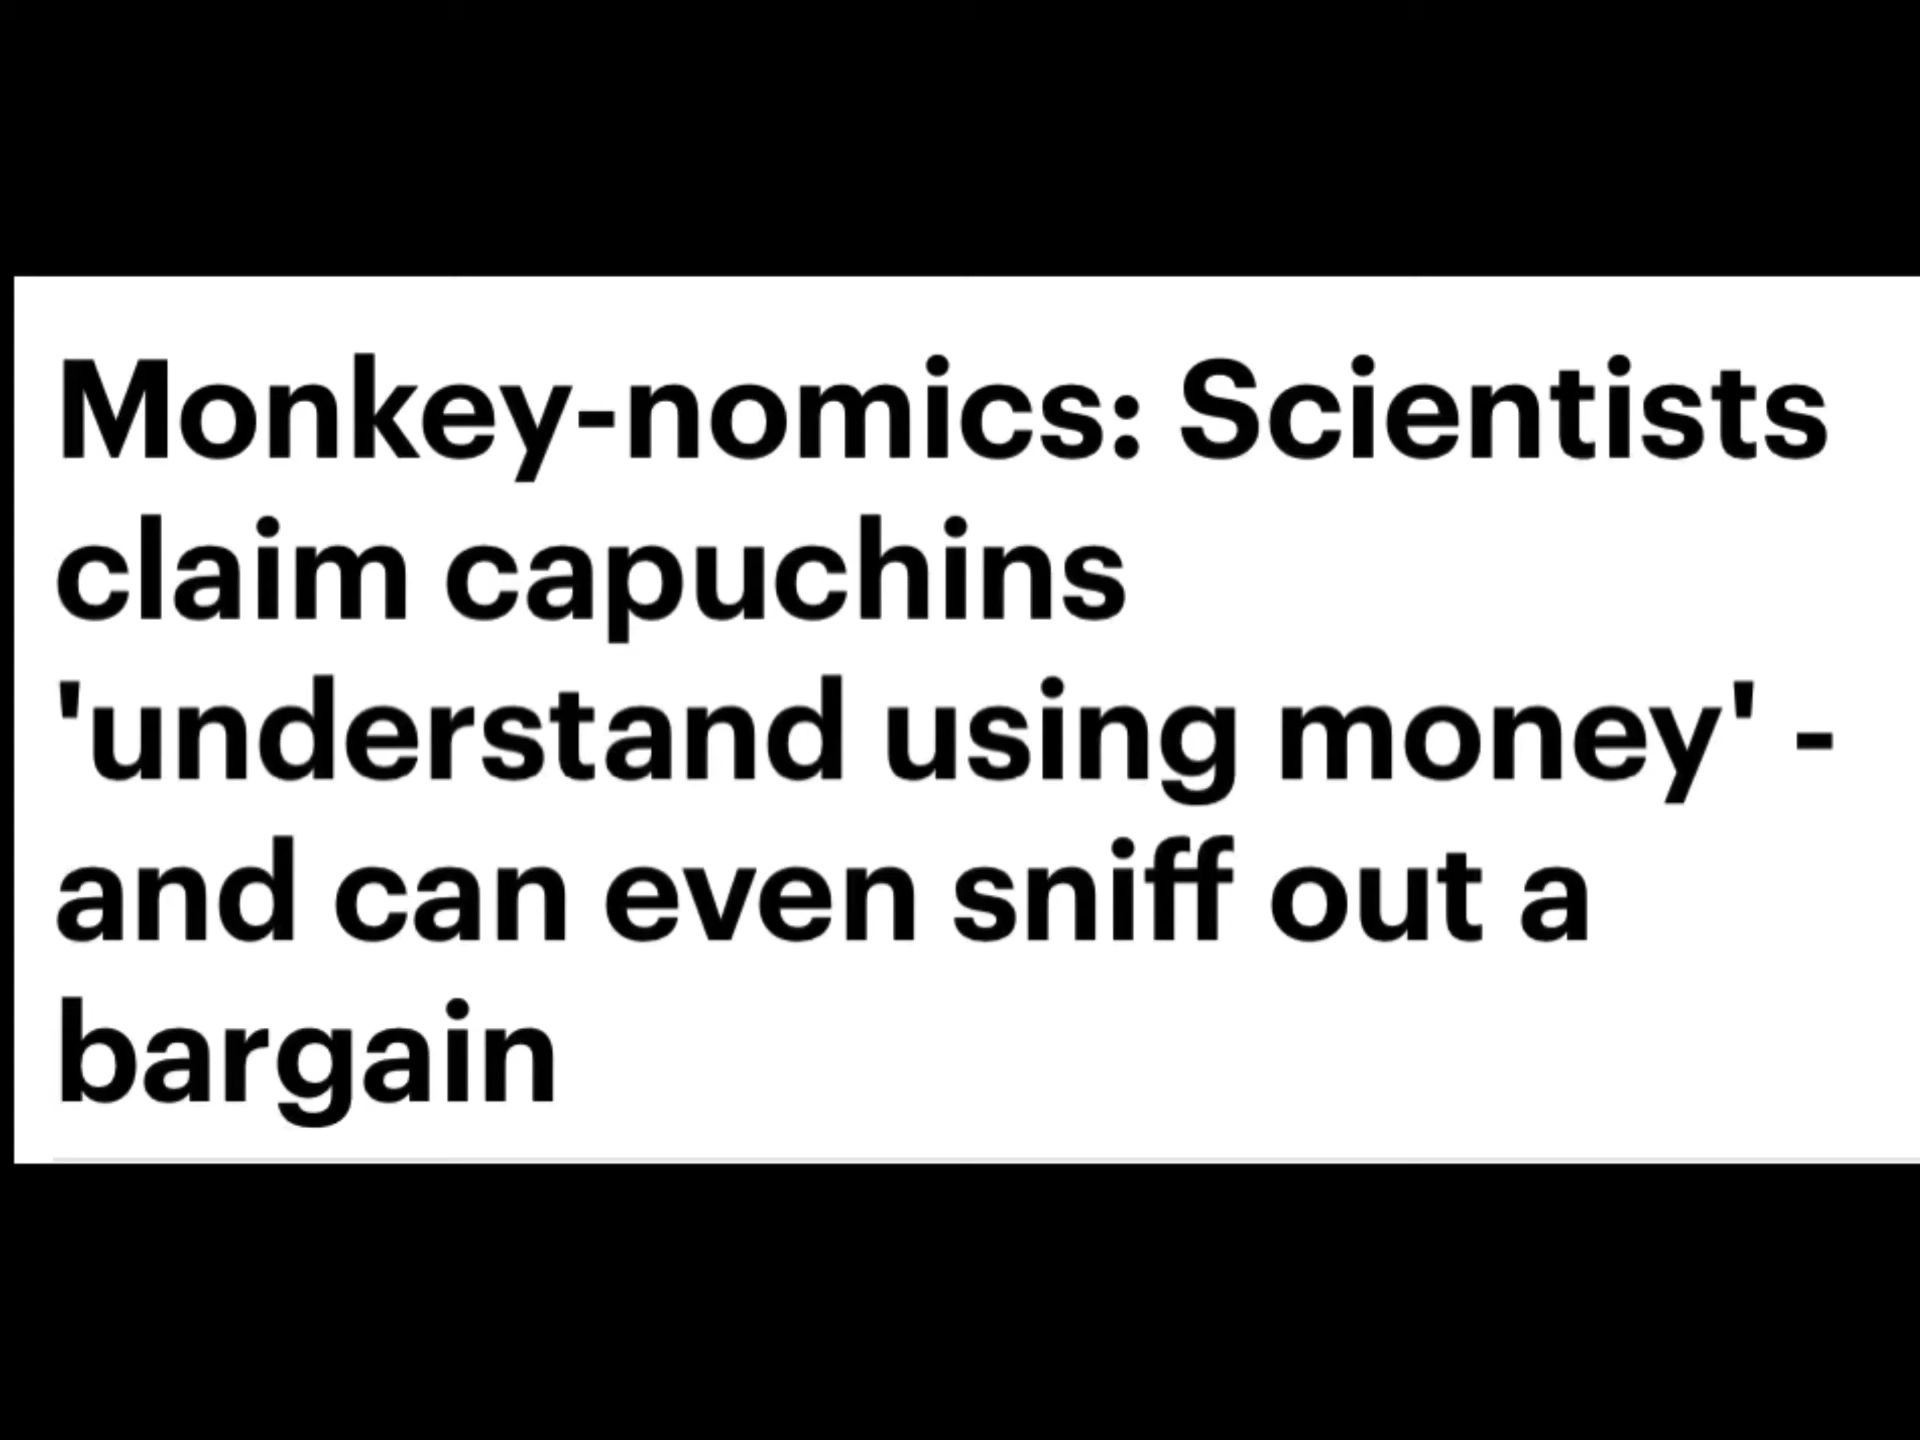 Monkey-nomics: Scientists
claim capuchins
'understand using money' -
and can even sniff out a
bargain